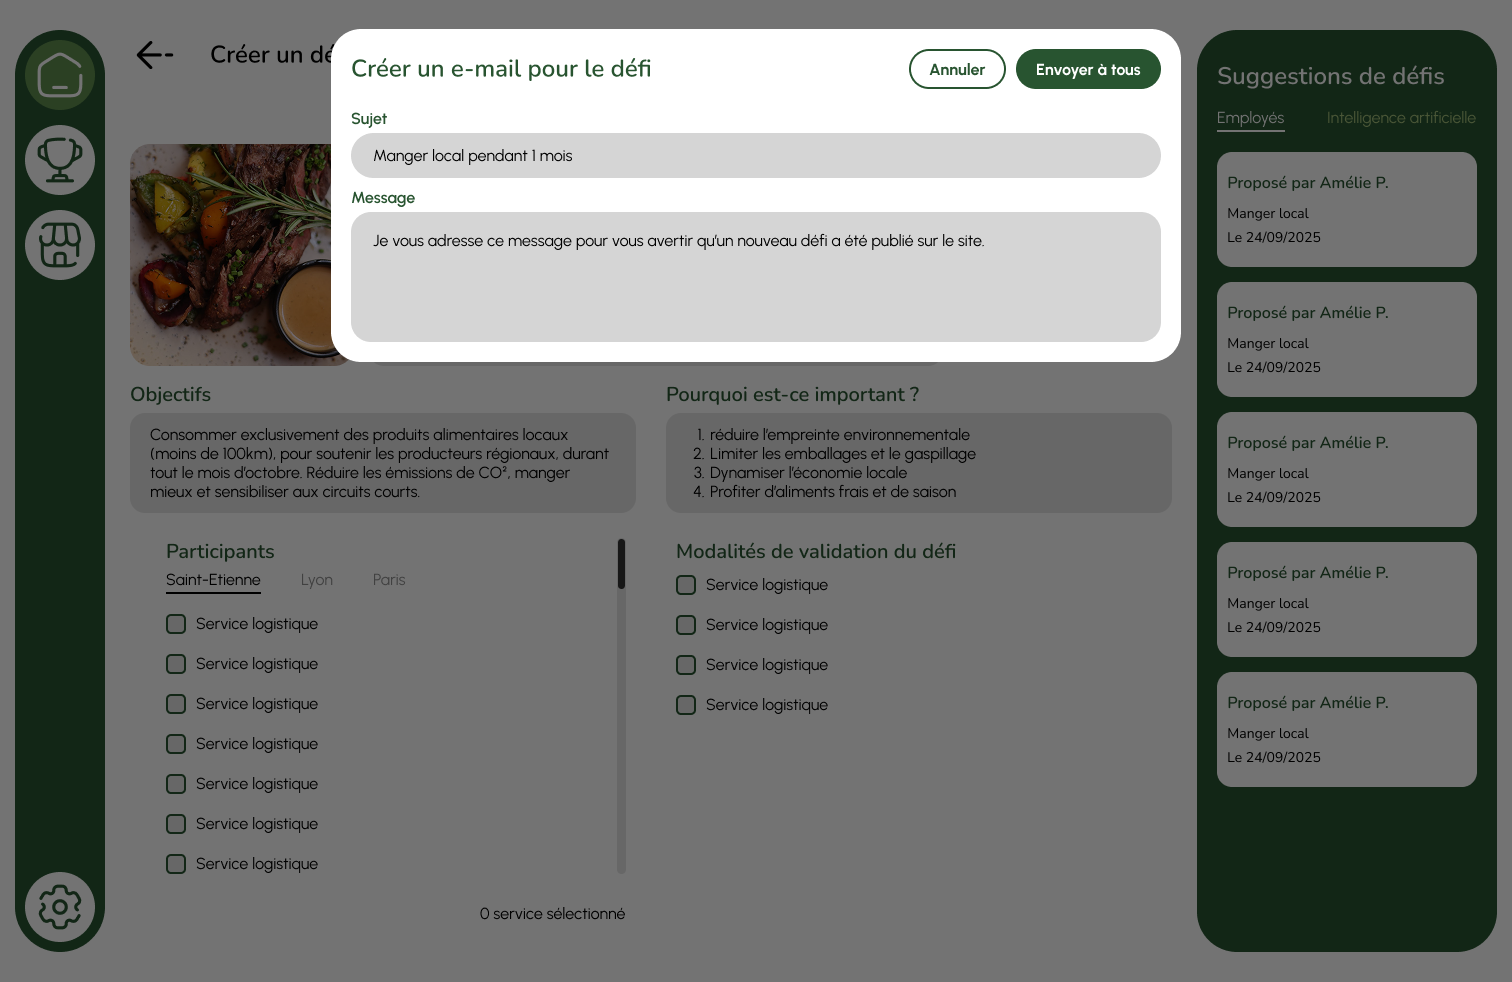 Créer un dé
Créer un e-mail pour le défi
Annuler
Envoyer à tous
Sujet
Manger local pendant 1 mois
Message
Je vous adresse ce message pour vous avertir qu'un nouveau défi a été publié sur le site.
Objectifs
Consommer exclusivement des produits alimentaires locaux
(moins de 100km), pour soutenir les producteurs régionaux, durant
tout le mois d'octobre. Réduire les émissions de CO², manger
mieux et sensibiliser aux circuits courts.
Pourquoi est-ce important ?
1. réduire l'empreinte environnementale
2. Limiter les emballages et le gaspillage
3. Dynamiser l'économie locale
4. Profiter d'aliments frais et de saison
Participants
Saint-Etienne Lyon Paris
Service logistique
Service logistique
Service logistique
Service logistique
Service logistique
Service logistique
Service logistique
0 service sélectionné
Modalités de validation du défi
Service logistique
Service logistique
Service logistique
Service logistique
Suggestions de défis
Employés Intelligence artificielle
Proposé par Amélie P.
Manger local
Le 24/09/2025
Proposé par Amélie P.
Manger local
Le 24/09/2025
Proposé par Amélie P.
Manger local
Le 24/09/2025
Proposé par Amélie P.
Manger local
Le 24/09/2025
Proposé par Amélie P.
Manger local
Le 24/09/2025